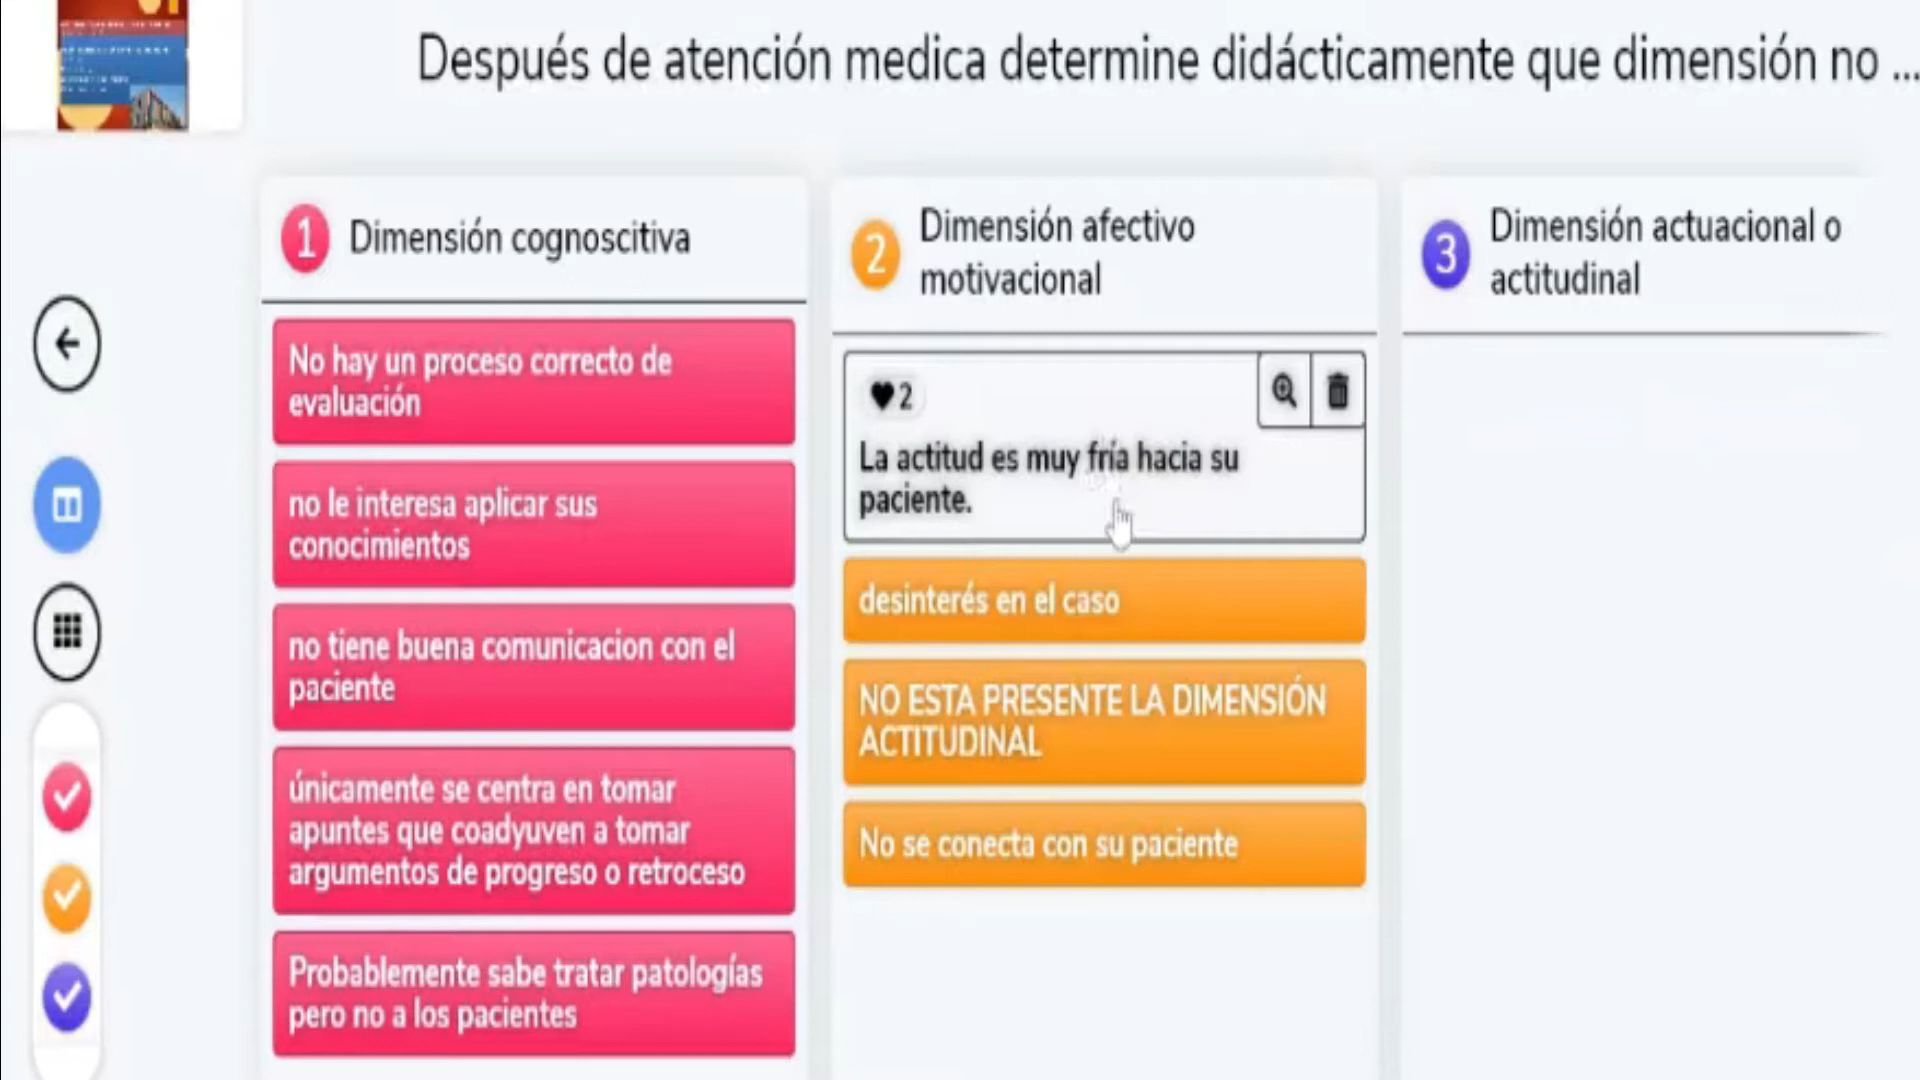 Después de atención medica determine didácticamente que dimensión no ...
1 Dimensión cognoscitiva
No hay un proceso correcto de
evaluación
no le interesa aplicar sus
conocimientos
no tiene buena comunicacion con el
paciente
únicamente se centra en tomar
apuntes que coadyuven a tomar
argumentos de progreso o retroceso
Probablemente sabe tratar patologías
pero no a los pacientes
2 Dimensión afectivo
motivacional
2
La actitud es muy fría hacia su
paciente.
desinterés en el caso
NO ESTA PRESENTE LA DIMENSIÓN
ACTITUDINAL
No se conecta con su paciente
3 Dimensión actuacional o
actitudinal